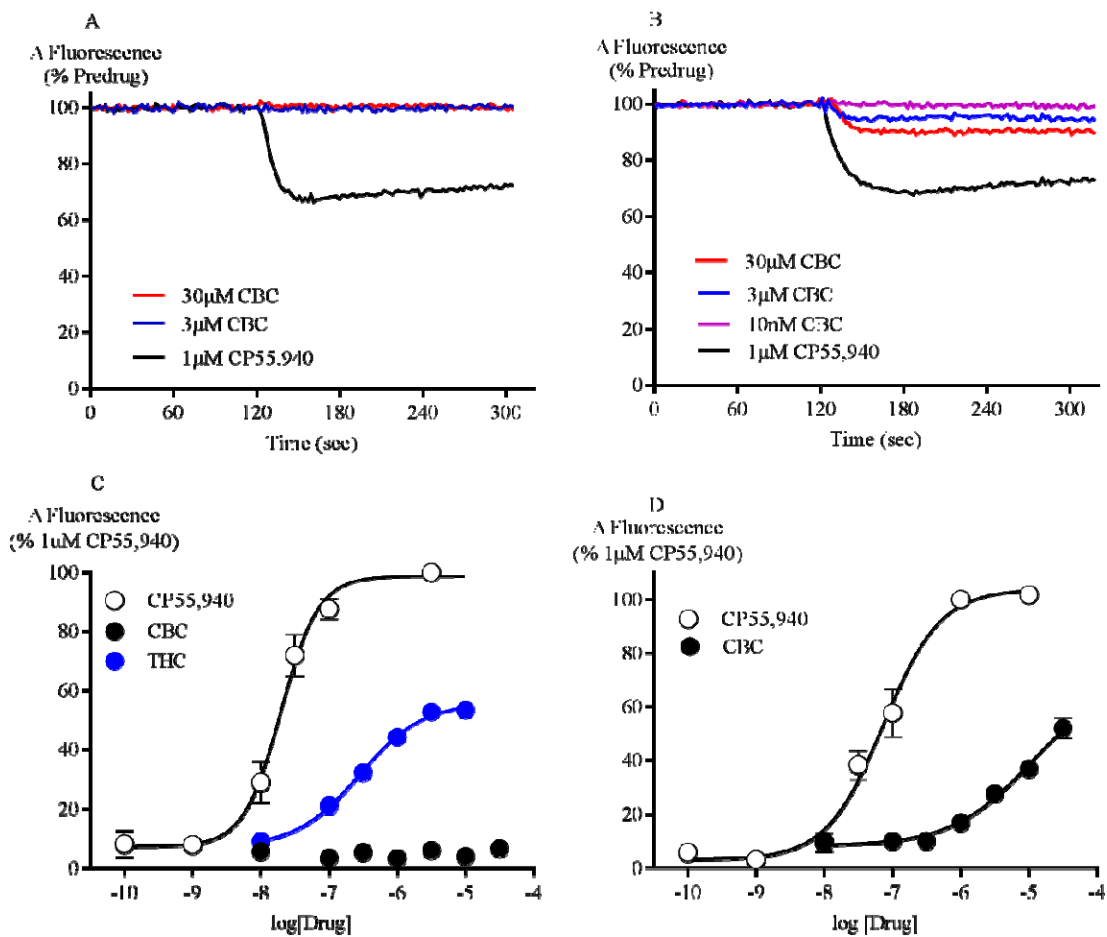 A
Δ Fluorescence
(% Predrug)
100
80
60
40
20
0
30µM CBC
3µM CBC
1µM CP55,940
0 60 120 180 240 300
Time (sec)
B
Δ Fluorescence
(% Predrug)
100
80
60
40
20
0
30µM CBC
3µM CBC
10nM CBC
1µM CP55,940
0 60 120 180 240 300
Time (sec)
C
Δ Fluorescence
(% 1uM CP55,940)
100
80
60
40
20
0
CP55,940
CBC
THC
-10 -9 -8 -7 -6 -5 -4
log[Drug]
D
Δ Fluorescence
(% 1µM CP55,940)
100
80
60
40
20
0
CP55,940
CBC
-10 -9 -8 -7 -6 -5 -4
log [Drug]